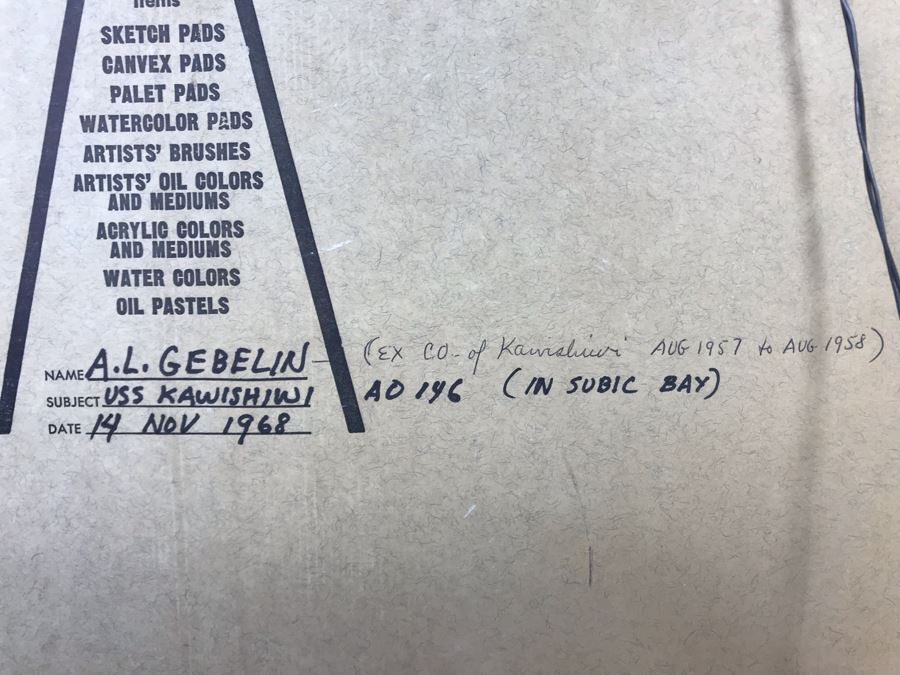 Items
SKETCH PADS
CANVEX PADS
PALET PADS
WATERCOLOR PADS
ARTISTS' BRUSHES
ARTISTS' OIL COLORS
AND MEDIUMS
ACRYLIC COLORS
AND MEDIUMS
WATER COLORS
OIL PASTELS
NAME A.L. GEBELIN — (EX CO. of Kawishiwi AUG 1957 to AUG 1958)
SUBJECT USS KAWISHIWI AO 146 (IN SUBIC BAY)
DATE 14 NOV 1968